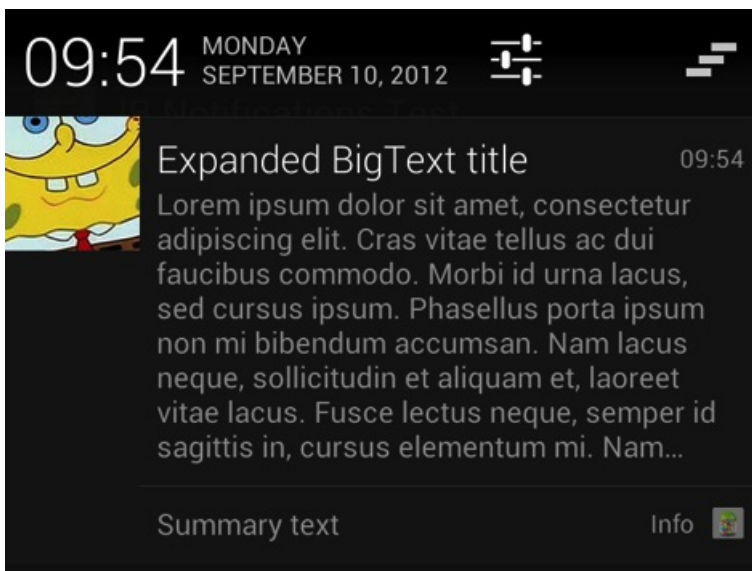 09:54 MONDAY
SEPTEMBER 10, 2012
JB Notifications Test
Expanded BigText title 09:54
Lorem ipsum dolor sit amet, consectetur
adipiscing elit. Cras vitae tellus ac dui
faucibus commodo. Morbi id urna lacus,
sed cursus ipsum. Phasellus porta ipsum
non mi bibendum accumsan. Nam lacus
neque, sollicitudin et aliquam et, laoreet
vitae lacus. Fusce lectus neque, semper id
sagittis in, cursus elementum mi. Nam...
Summary text Info